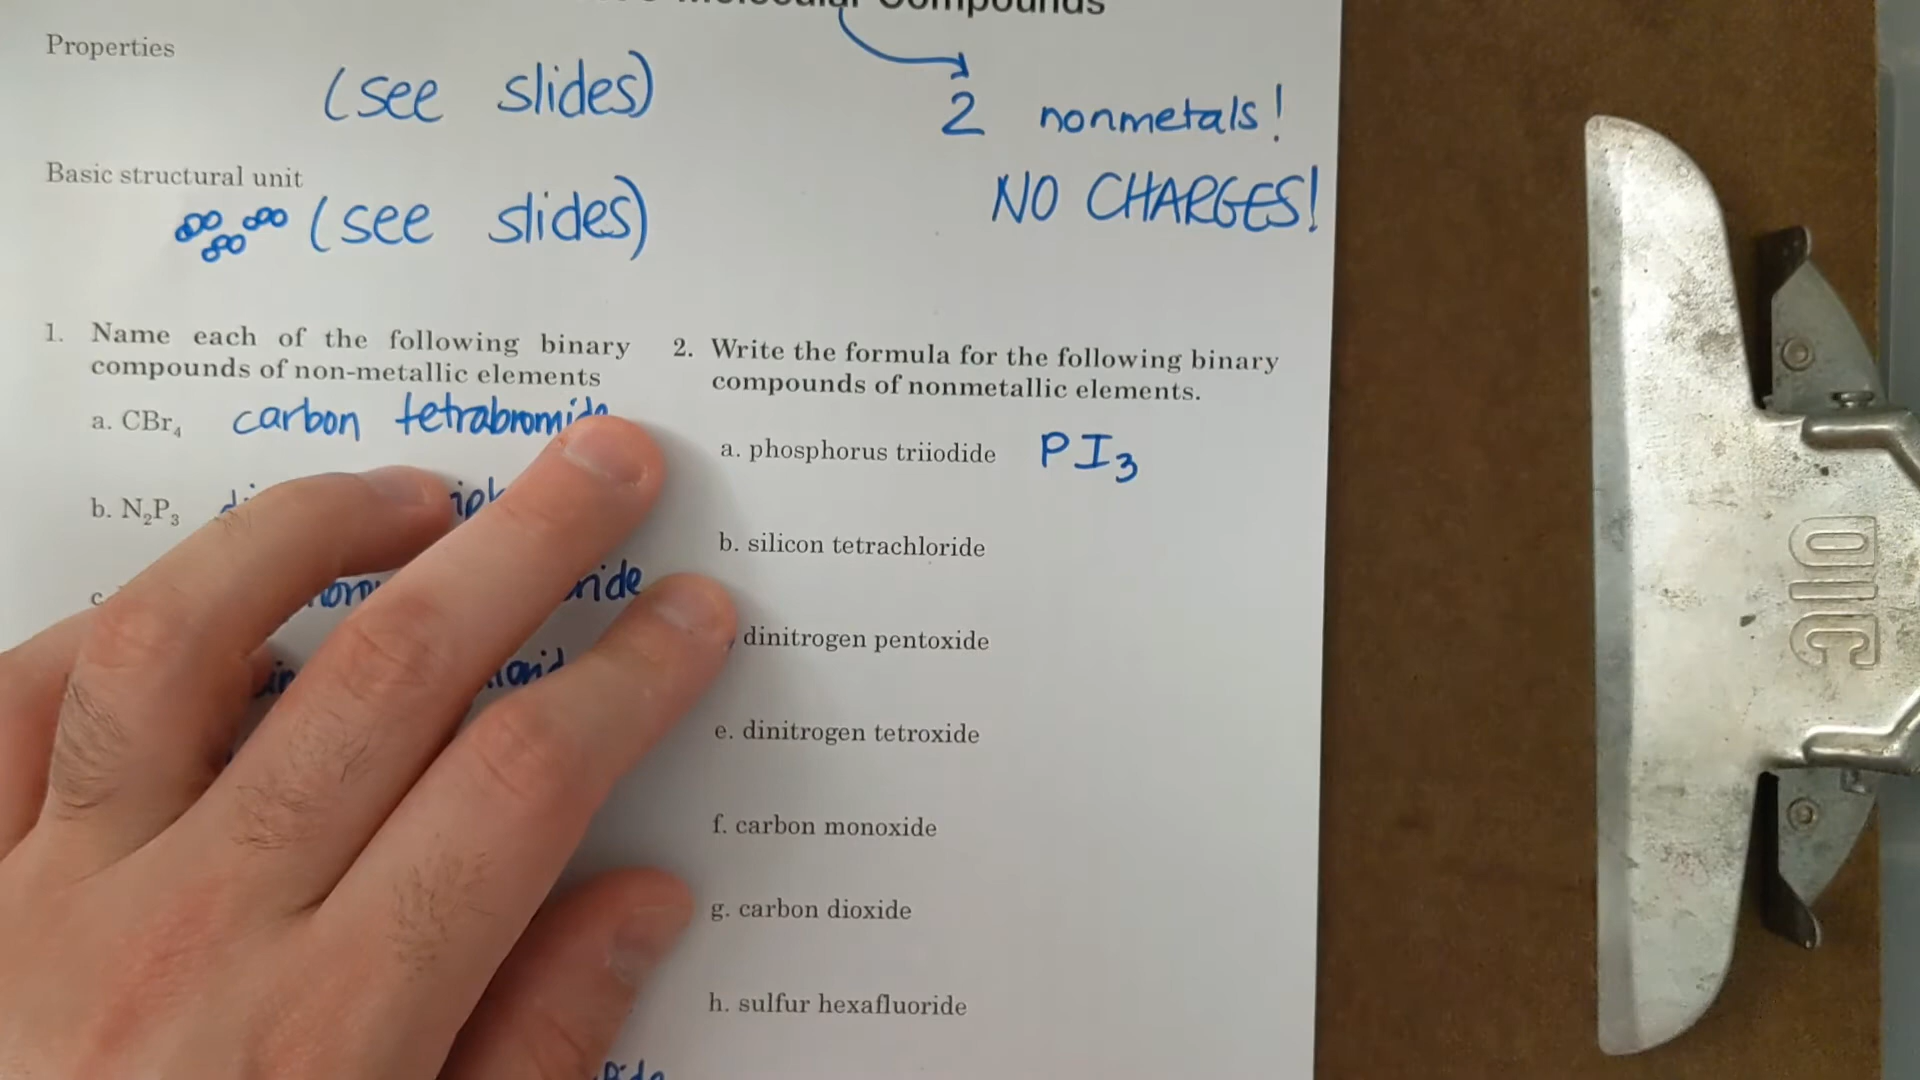 Molecular Compounds
Properties
(see slides)
2 nonmetals!
NO CHARGES!
Basic structural unit
(see slides)
1. Name each of the following binary
compounds of non-metallic elements
a. CBr₄ carbon
b. N₂P₃
c.
2. Write the formula for the following binary
compounds of nonmetallic elements.
a. phosphorus triiodide PI₃
b. silicon tetrachloride
dinitrogen pentoxide
e. dinitrogen tetroxide
f. carbon monoxide
g. carbon dioxide
h. sulfur hexafluoride
OIC